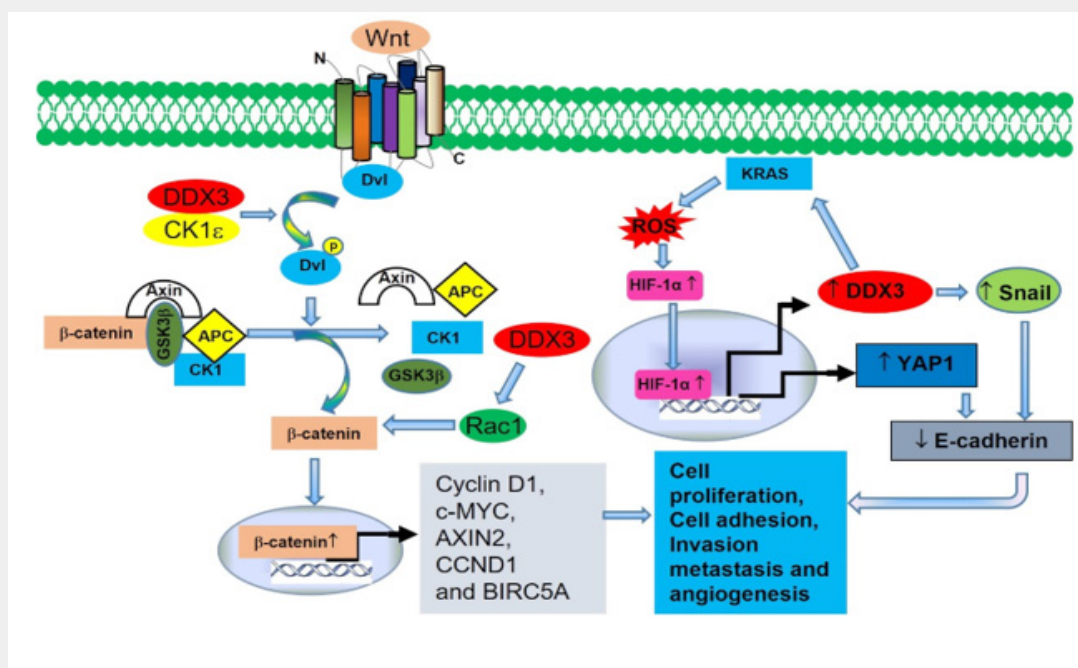 Wnt
N
C
Dvl
DDX3
CK1ε
P
Dvl
Axin
β-catenin
GSK3β
APC
CK1
Axin
APC
CK1
GSK3β
DDX3
Rac1
β-catenin
β-catenin↑
Cyclin D1,
c-MYC,
AXIN2,
CCND1
and BIRC5A
KRAS
ROS
HIF-1α ↑
HIF-1α ↑
↑ DDX3
↑ Snail
↑ YAP1
↓ E-cadherin
Cell
proliferation,
Cell adhesion,
Invasion
metastasis and
angiogenesis